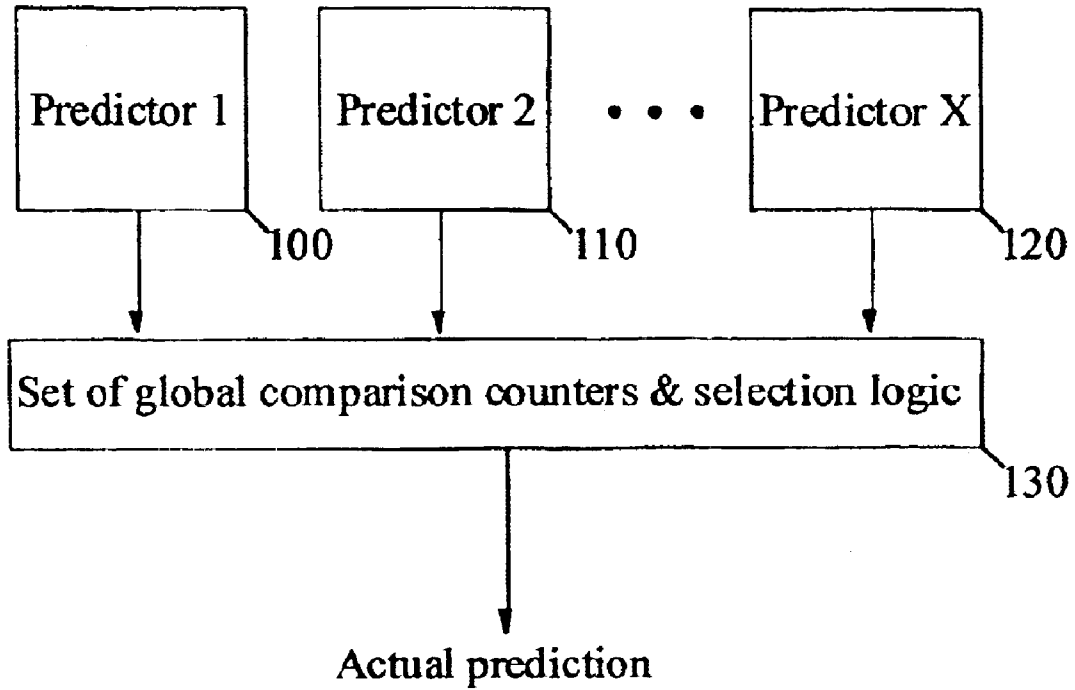 Predictor 1
Predictor 2
• • •
Predictor X
100
110
120
Set of global comparison counters & selection logic
130
Actual prediction